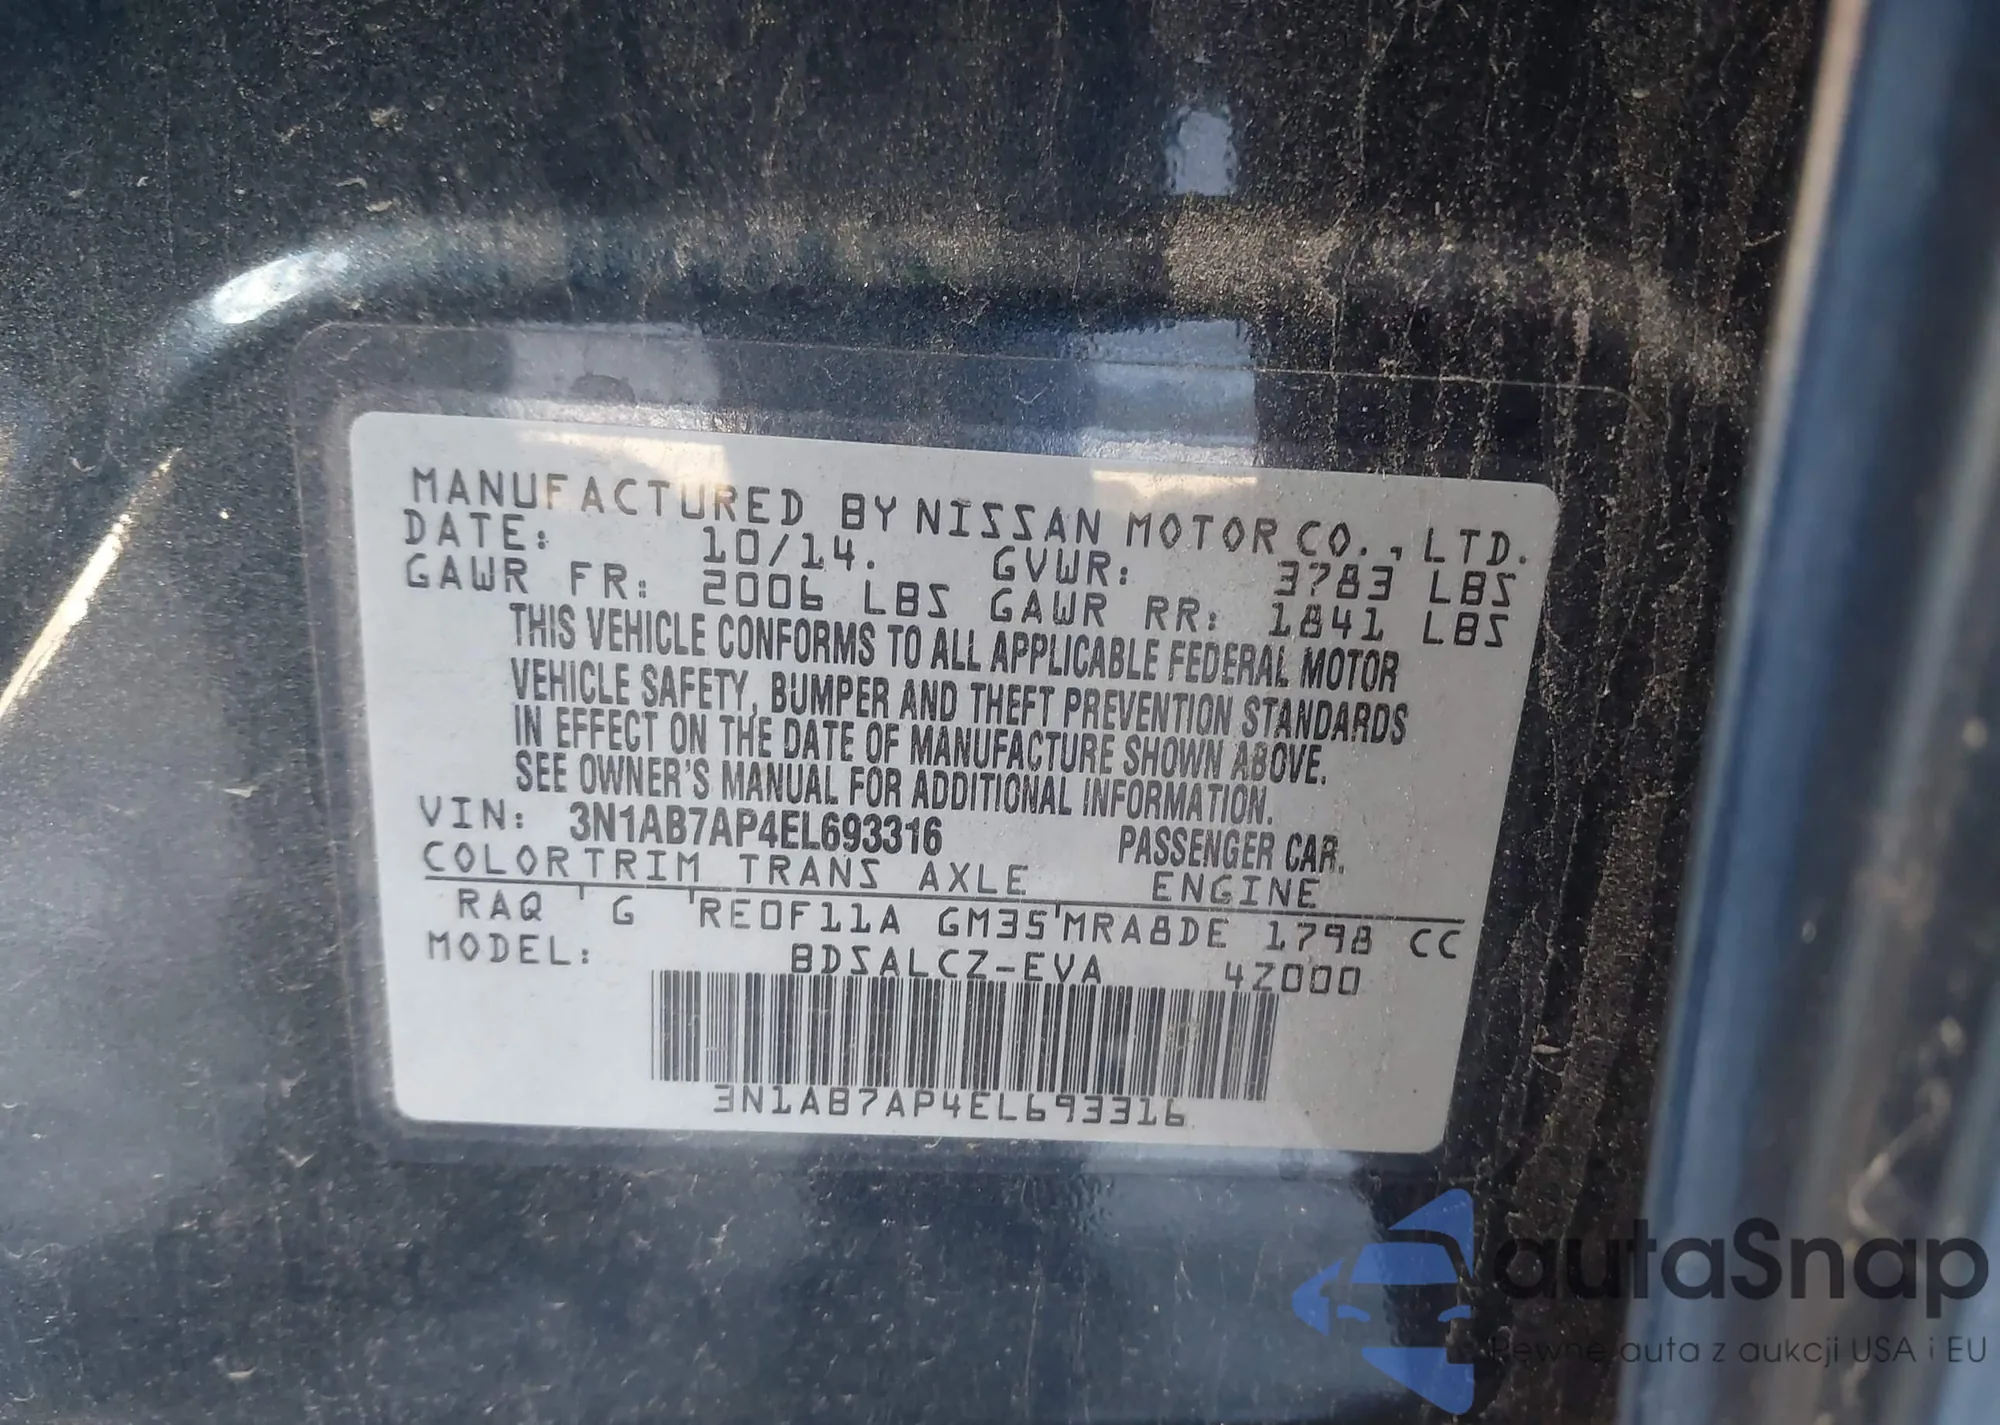 MANUFACTURED BY NISSAN MOTOR CO., LTD.
DATE: 10/14. GVWR: 3783 LBS
GAWR FR: 2006 LBS GAWR RR: 1841 LBS
THIS VEHICLE CONFORMS TO ALL APPLICABLE FEDERAL MOTOR
VEHICLE SAFETY, BUMPER AND THEFT PREVENTION STANDARDS
IN EFFECT ON THE DATE OF MANUFACTURE SHOWN ABOVE.
SEE OWNER'S MANUAL FOR ADDITIONAL INFORMATION.
VIN: 3N1AB7AP4EL693316 PASSENGER CAR.
COLOR TRIM TRANS AXLE ENGINE
RAQ G RE0F11A GM35 MRA8DE 1798 CC
MODEL: BDSALCZ-EVA 4Z000
3N1AB7AP4EL693316
autaSnap
Pewne auta z aukcji USA i EU